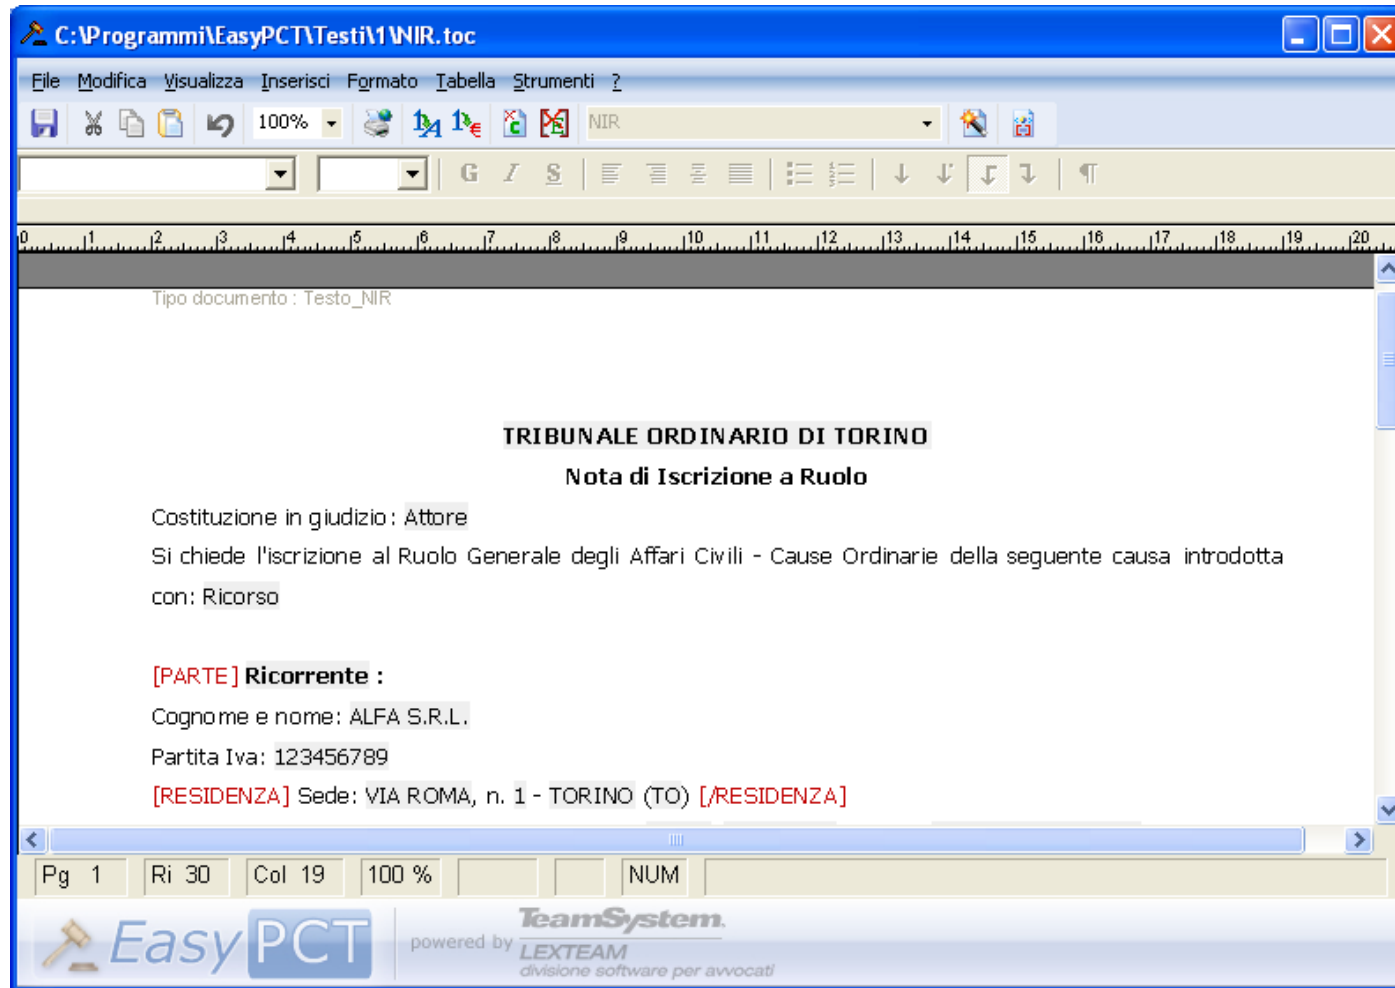 C:\Programmi\EasyPCT\Testi\1\NIR.toc
File Modifica Visualizza Inserisci Formato Tabella Strumenti ?
100% NIR
G I S
0 1 2 3 4 5 6 7 8 9 10 11 12 13 14 15 16 17 18 19 20
Tipo documento : Testo_NIR
TRIBUNALE ORDINARIO DI TORINO
Nota di Iscrizione a Ruolo
Costituzione in giudizio: Attore
Si chiede l'iscrizione al Ruolo Generale degli Affari Civili - Cause Ordinarie della seguente causa introdotta
con: Ricorso
[PARTE] Ricorrente :
Cognome e nome: ALFA S.R.L.
Partita Iva: 123456789
[RESIDENZA] Sede: VIA ROMA, n. 1 - TORINO (TO) [/RESIDENZA]
Pg 1 Ri 30 Col 19 100 % NUM
EasyPCT powered by TeamSystem.
LEXTEAM
divisione software per avvocati